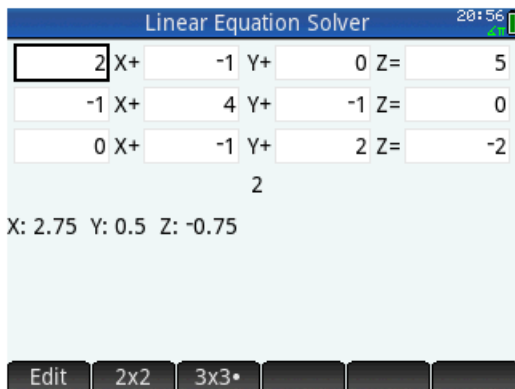 Linear Equation Solver 20:56
∡π
2 X+ -1 Y+ 0 Z= 5
-1 X+ 4 Y+ -1 Z= 0
0 X+ -1 Y+ 2 Z= -2
2
X: 2.75 Y: 0.5 Z: -0.75
Edit 2x2 3x3•